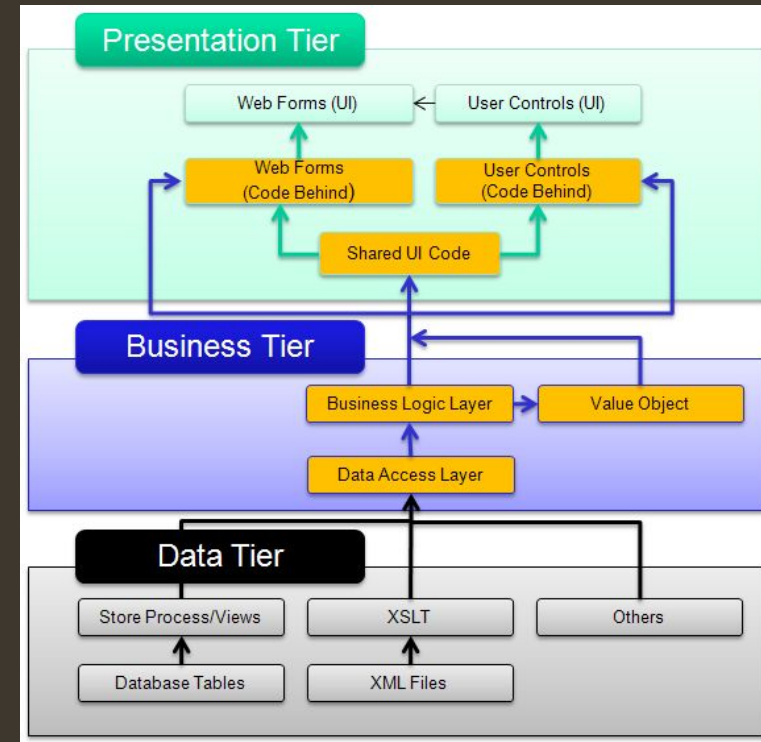 Presentation Tier
Web Forms (UI)
User Controls (UI)
Web Forms
(Code Behind)
User Controls
(Code Behind)
Shared UI Code
Business Tier
Business Logic Layer
Value Object
Data Access Layer
Data Tier
Store Process/Views
XSLT
Others
Database Tables
XML Files